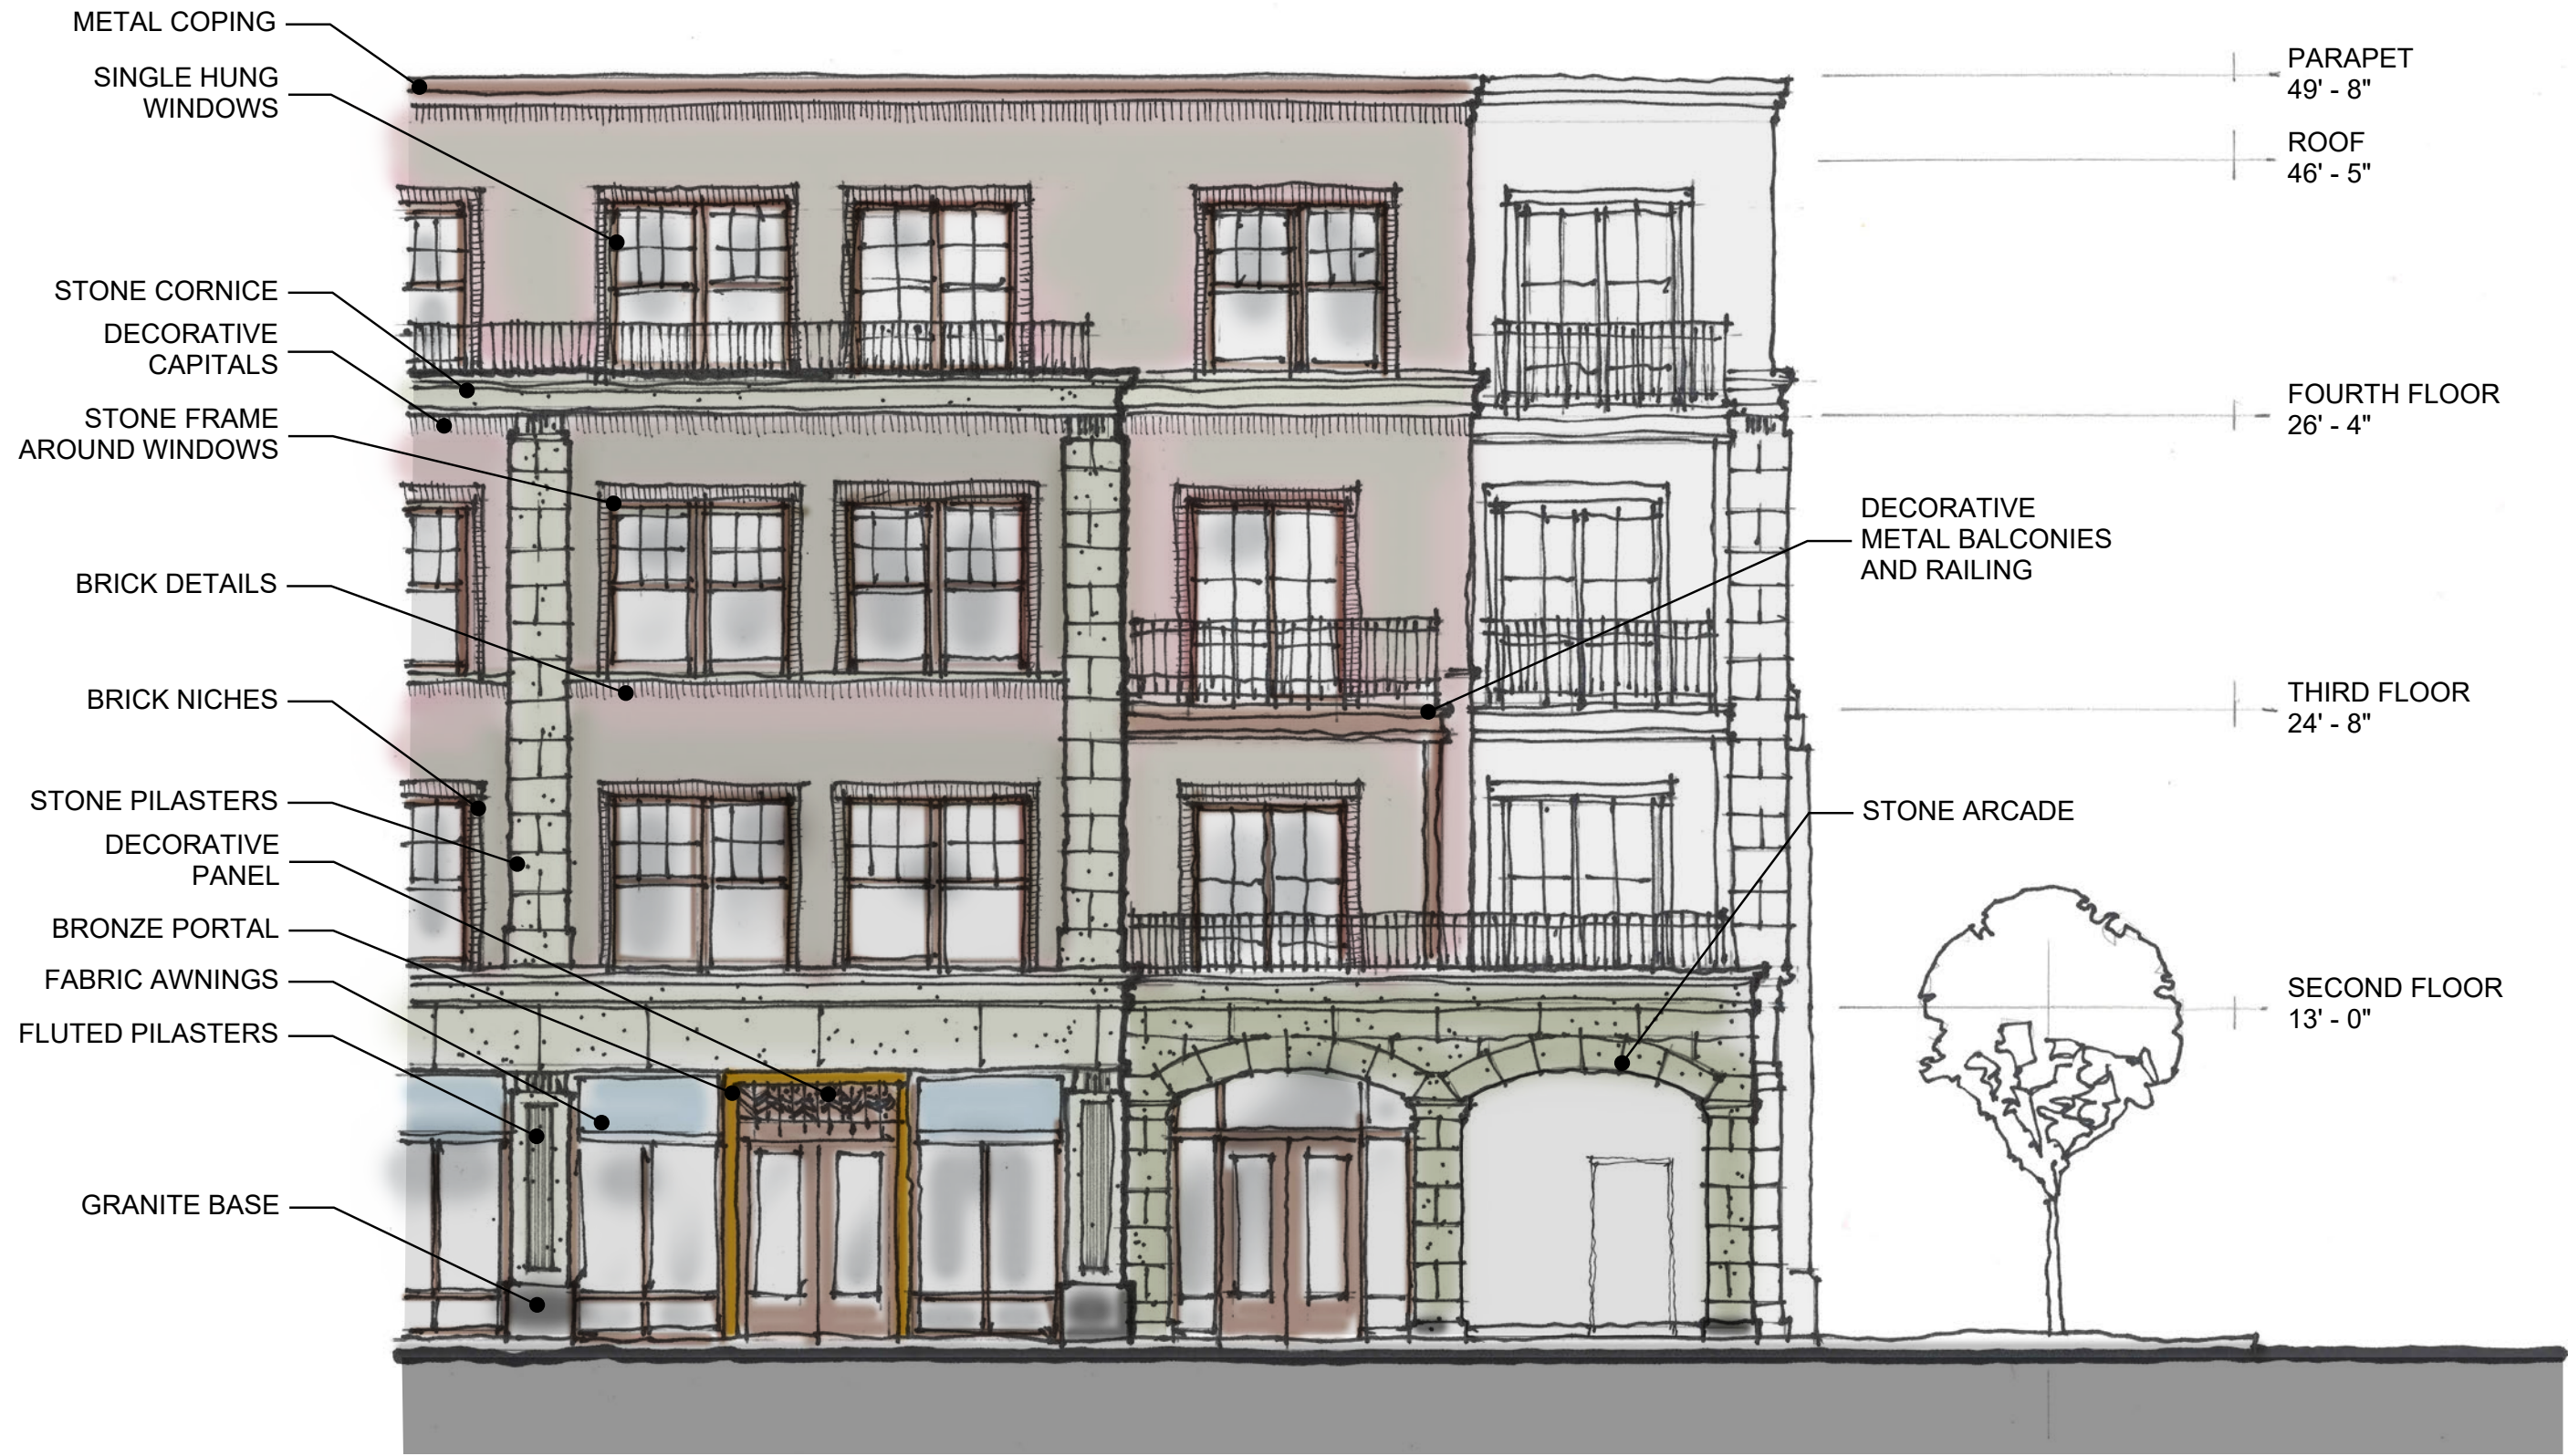 METAL COPING
SINGLE HUNG
WINDOWS
STONE CORNICE
DECORATIVE
CAPITALS
STONE FRAME
AROUND WINDOWS
BRICK DETAILS
BRICK NICHES
STONE PILASTERS
DECORATIVE
PANEL
BRONZE PORTAL
FABRIC AWNINGS
FLUTED PILASTERS
GRANITE BASE
DECORATIVE
METAL BALCONIES
AND RAILING
STONE ARCADE
PARAPET
49' - 8"
ROOF
46' - 5"
FOURTH FLOOR
26' - 4"
THIRD FLOOR
24' - 8"
SECOND FLOOR
13' - 0"